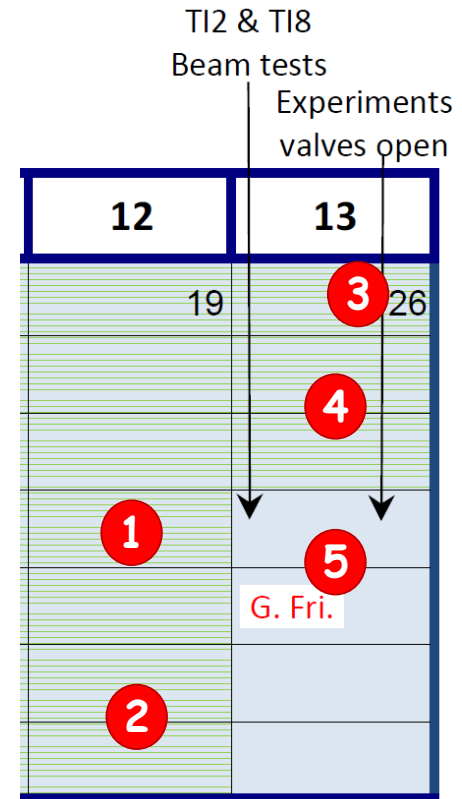 TI2 & TI8
Beam tests
Experiments
valves open
12 13
19 3 26
4
1
5
G. Fri.
2